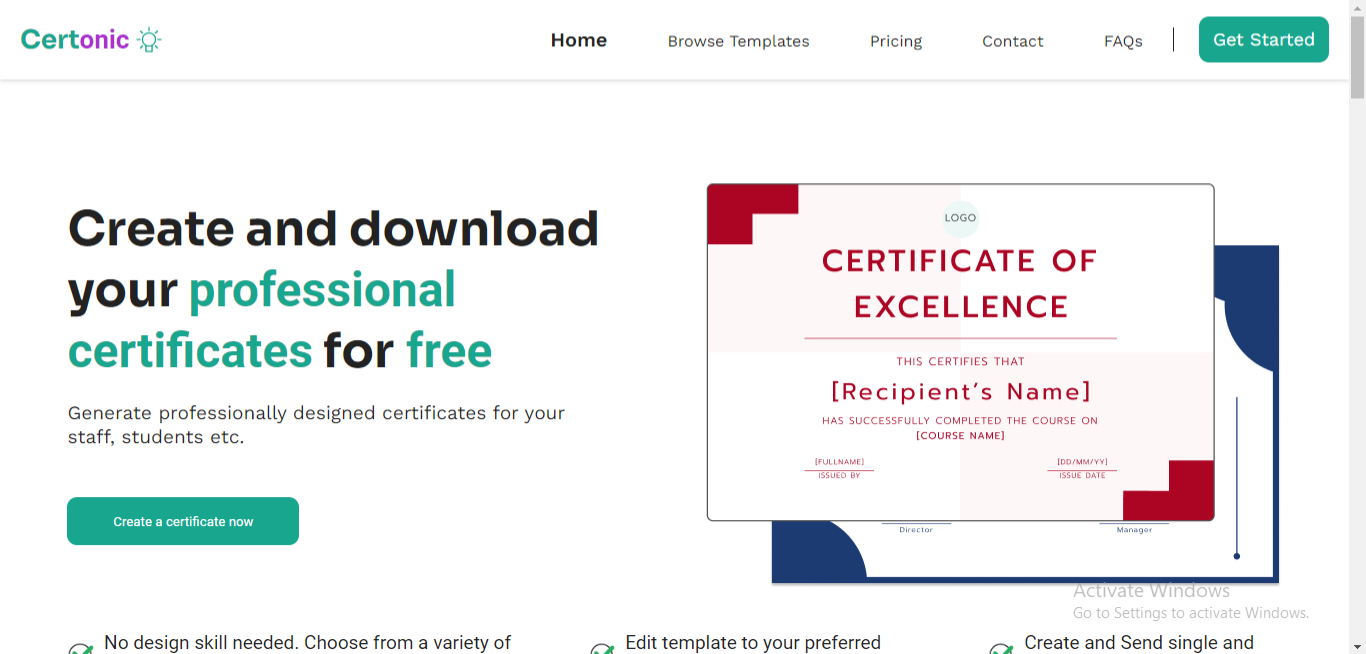 Certonic
Home
Browse Templates
Pricing
Contact
FAQs
Get Started
Create and download
your professional
certificates for free
Generate professionally designed certificates for your
staff, students etc.
Create a certificate now
LOGO
CERTIFICATE OF
EXCELLENCE
THIS CERTIFIES THAT
[Recipient’s Name]
HAS SUCCESSFULLY COMPLETED THE COURSE ON
[COURSE NAME]
[FULLNAME]
ISSUED BY
[DD/MM/YY]
ISSUE DATE
Director
Manager
Activate Windows
Go to Settings to activate Windows.
No design skill needed. Choose from a variety of
Edit template to your preferred
Create and Send single and